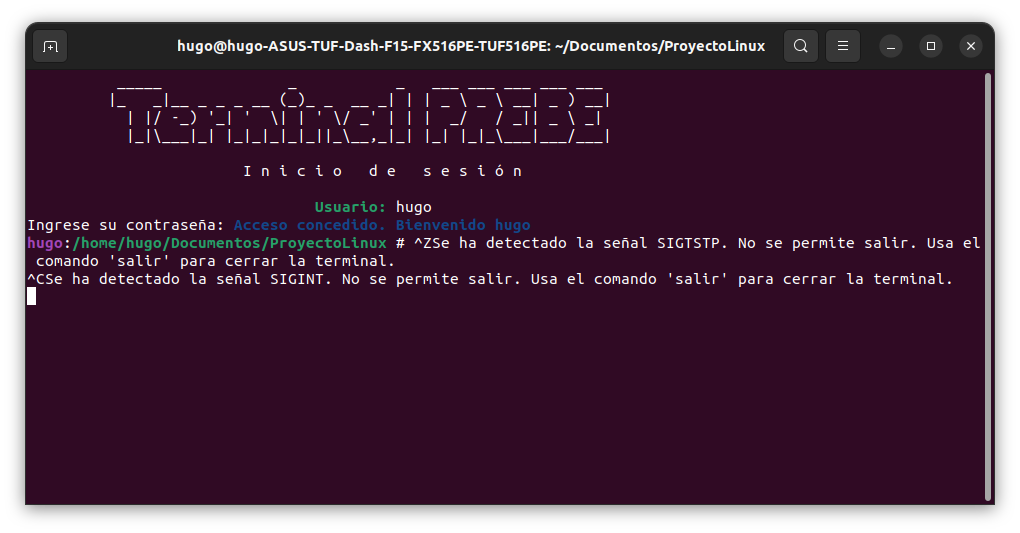 hugo@hugo-ASUS-TUF-Dash-F15-FX516PE-TUF516PE: ~/Documentos/ProyectoLinux
Terminal PREBE
Inicio de sesión
Usuario: hugo
Ingrese su contraseña: Acceso concedido. Bienvenido hugo
hugo:/home/hugo/Documentos/ProyectoLinux # ^ZSe ha detectado la señal SIGTSTP. No se permite salir. Usa el
comando 'salir' para cerrar la terminal.
^CSe ha detectado la señal SIGINT. No se permite salir. Usa el comando 'salir' para cerrar la terminal.